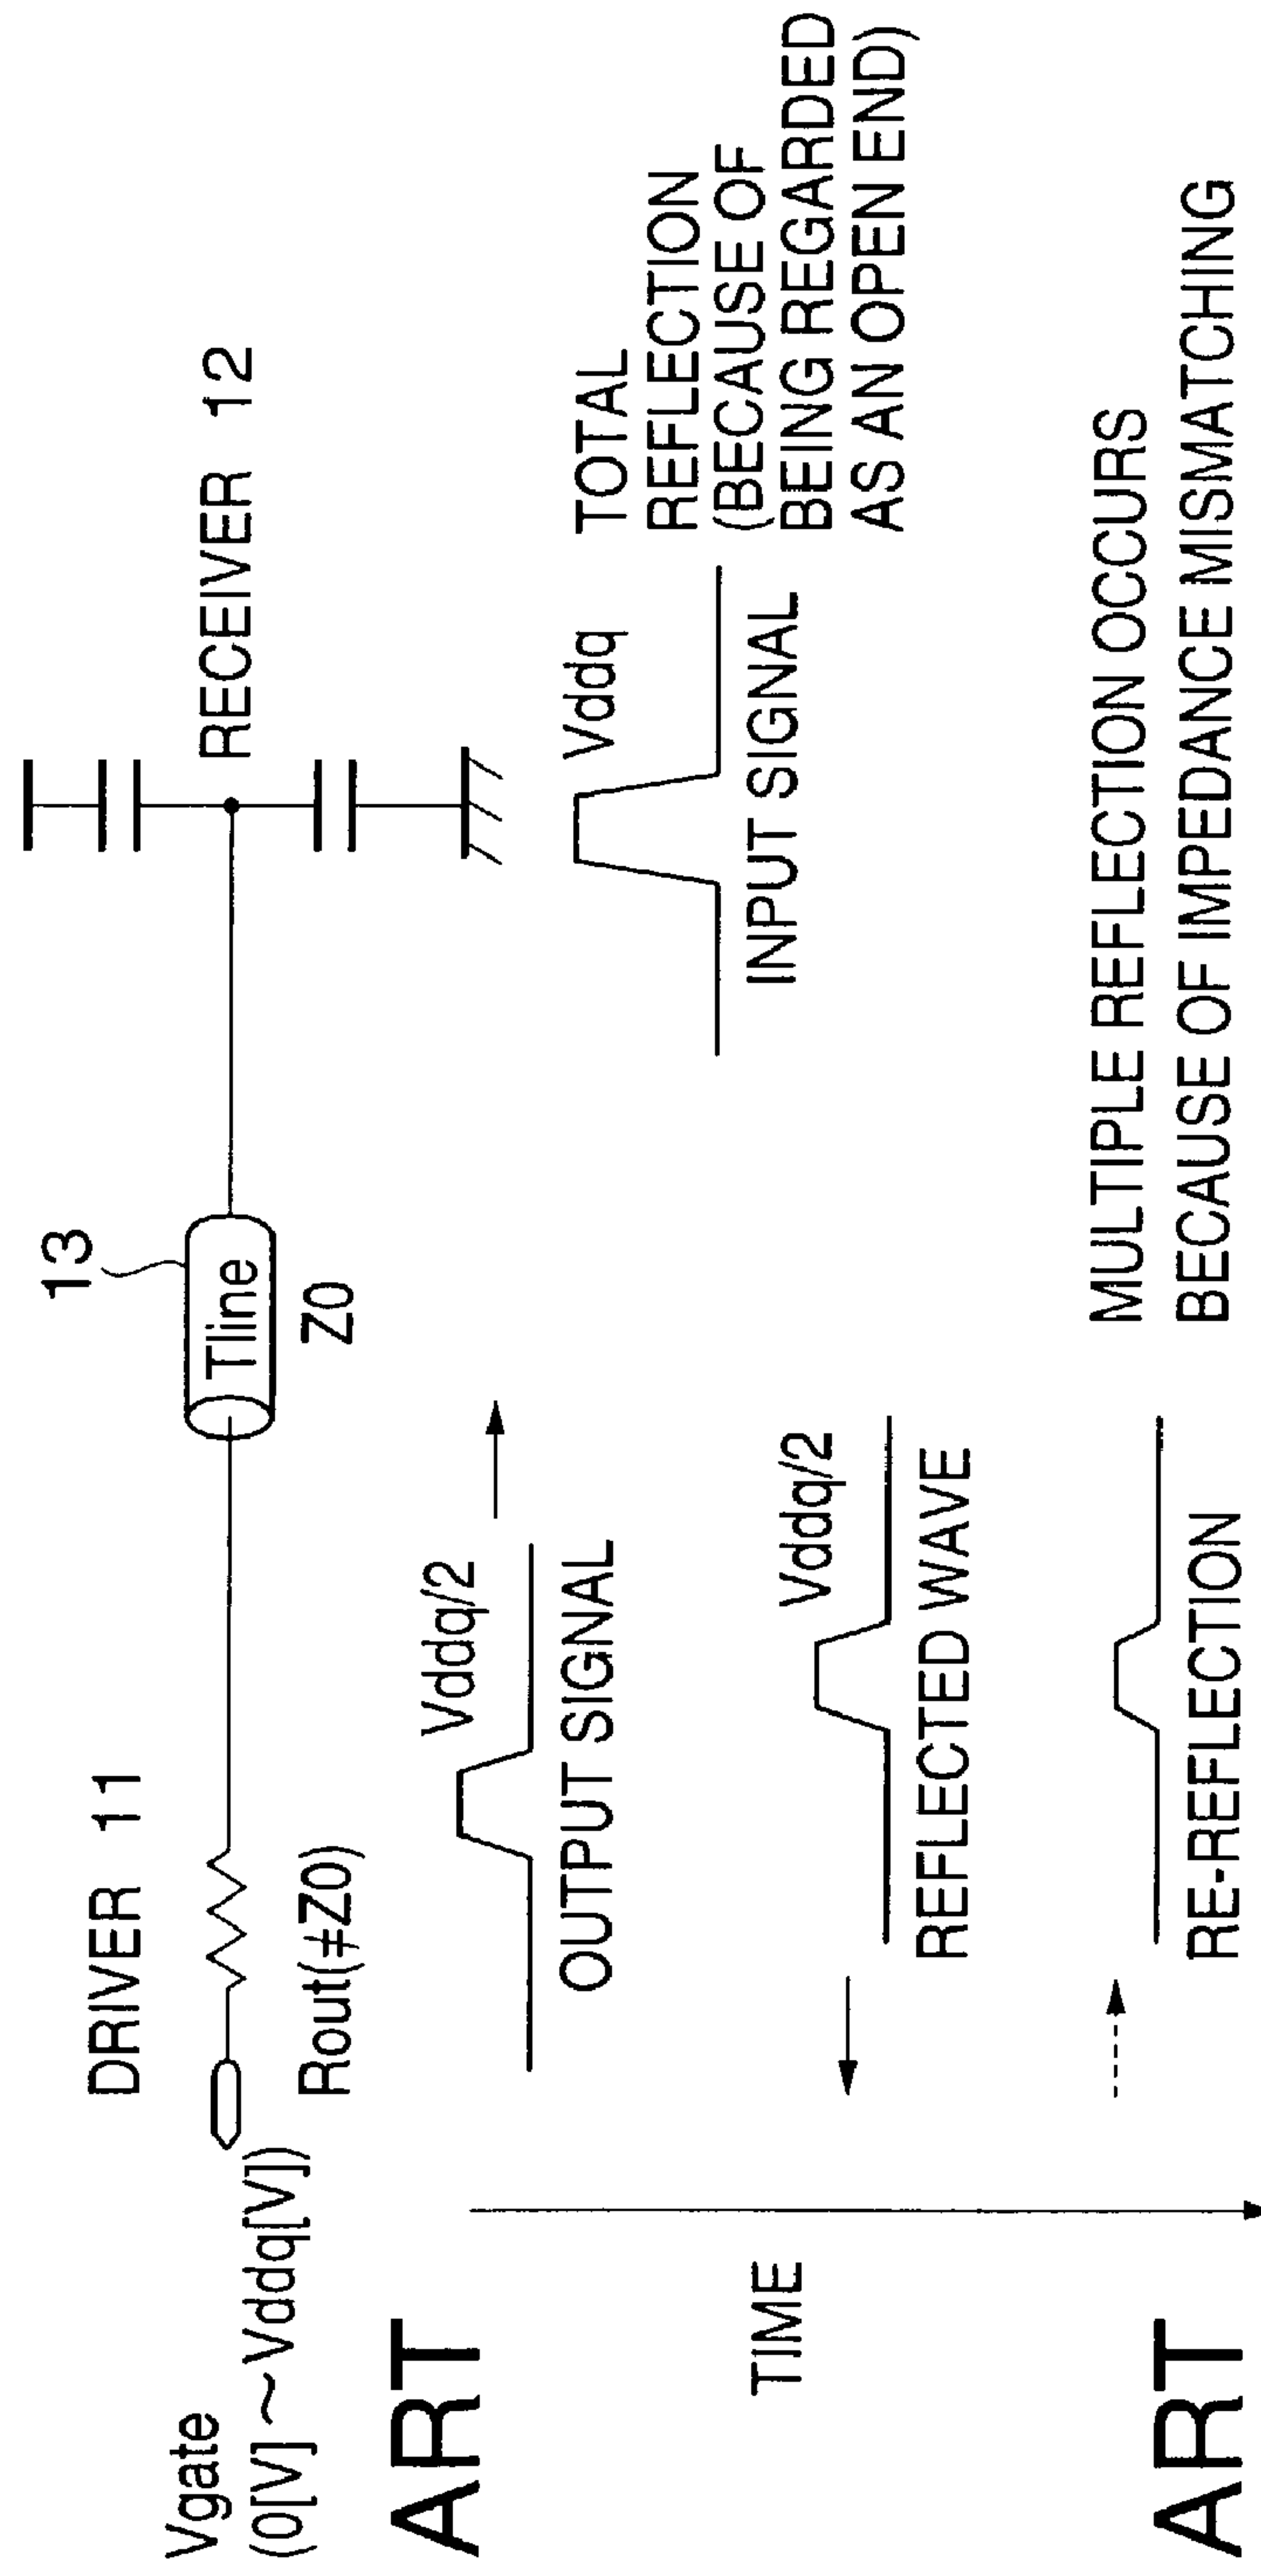 Vgate
(0[V] ~ Vddq[V])
DRIVER 11
Rout(≠Z0)
13
Tline
Z0
RECEIVER 12
ART
Vddq/2
OUTPUT SIGNAL
Vddq
INPUT SIGNAL
TOTAL
REFLECTION
(BECAUSE OF
BEING REGARDED
AS AN OPEN END)
TIME
Vddq/2
REFLECTED WAVE
ART
RE-REFLECTION
MULTIPLE REFLECTION OCCURS
BECAUSE OF IMPEDANCE MISMATCHING